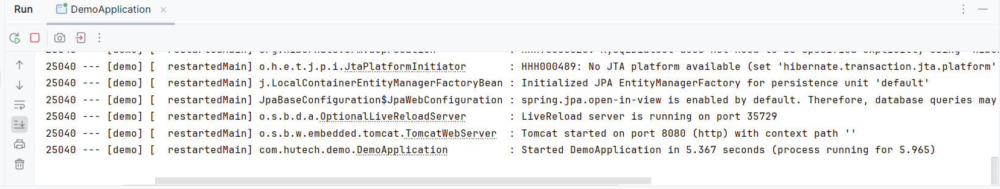 Run DemoApplication
25040 --- [demo] [  restartedMain] o.h.e.t.j.p.i.JtaPlatformInitiator       : HHH000489: No JTA platform available (set 'hibernate.transaction.jta.platform'
25040 --- [demo] [  restartedMain] j.LocalContainerEntityManagerFactoryBean : Initialized JPA EntityManagerFactory for persistence unit 'default'
25040 --- [demo] [  restartedMain] JpaBaseConfiguration$JpaWebConfiguration : spring.jpa.open-in-view is enabled by default. Therefore, database queries may
25040 --- [demo] [  restartedMain] o.s.b.d.a.OptionalLiveReloadServer       : LiveReload server is running on port 35729
25040 --- [demo] [  restartedMain] o.s.b.w.embedded.tomcat.TomcatWebServer  : Tomcat started on port 8080 (http) with context path ''
25040 --- [demo] [  restartedMain] com.hutech.demo.DemoApplication          : Started DemoApplication in 5.367 seconds (process running for 5.965)